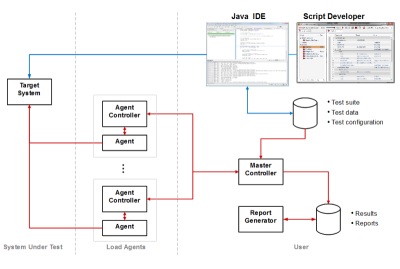 Java IDE
Script Developer
Target
System
Agent
Controller
Agent
• Test suite
• Test data
• Test configuration
Master
Controller
Agent
Controller
Agent
Report
Generator
• Results
• Reports
System Under Test
Load Agents
User